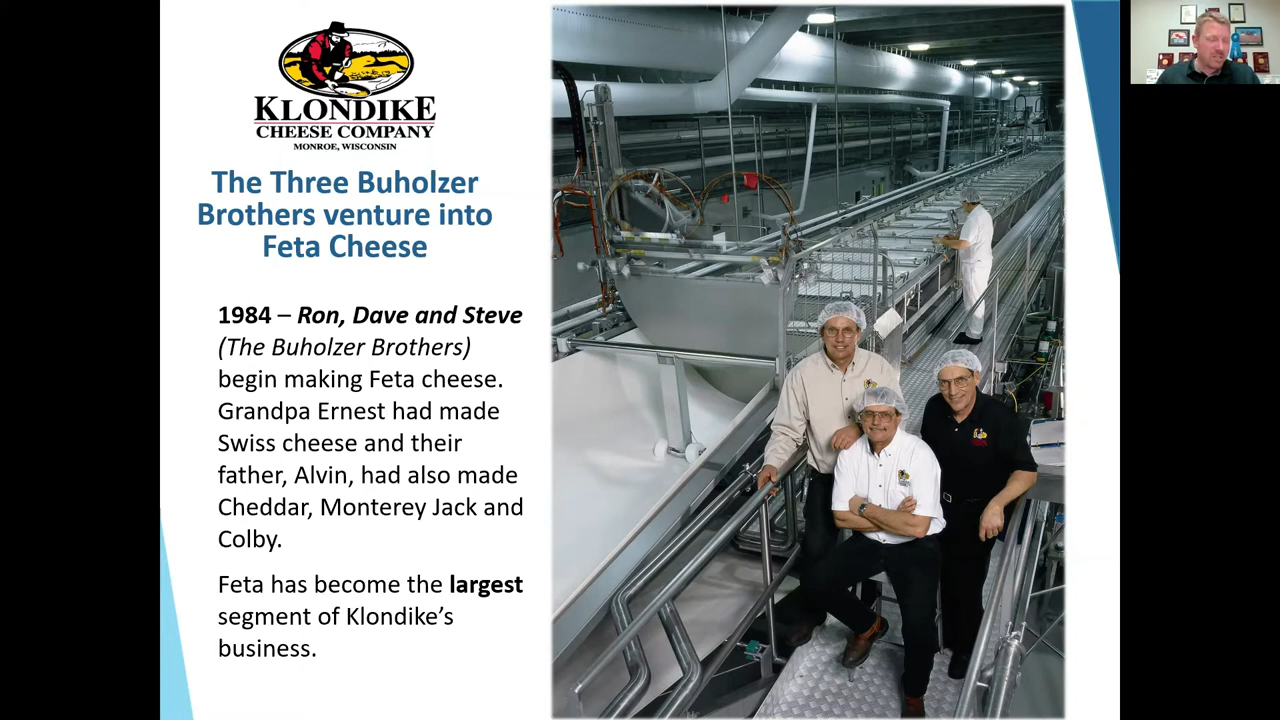 KLONDIKE
CHEESE COMPANY
MONROE, WISCONSIN
The Three Buholzer
Brothers venture into
Feta Cheese
1984 – Ron, Dave and Steve
(The Buholzer Brothers)
begin making Feta cheese.
Grandpa Ernest had made
Swiss cheese and their
father, Alvin, had also made
Cheddar, Monterey Jack and
Colby.
Feta has become the largest
segment of Klondike’s
business.